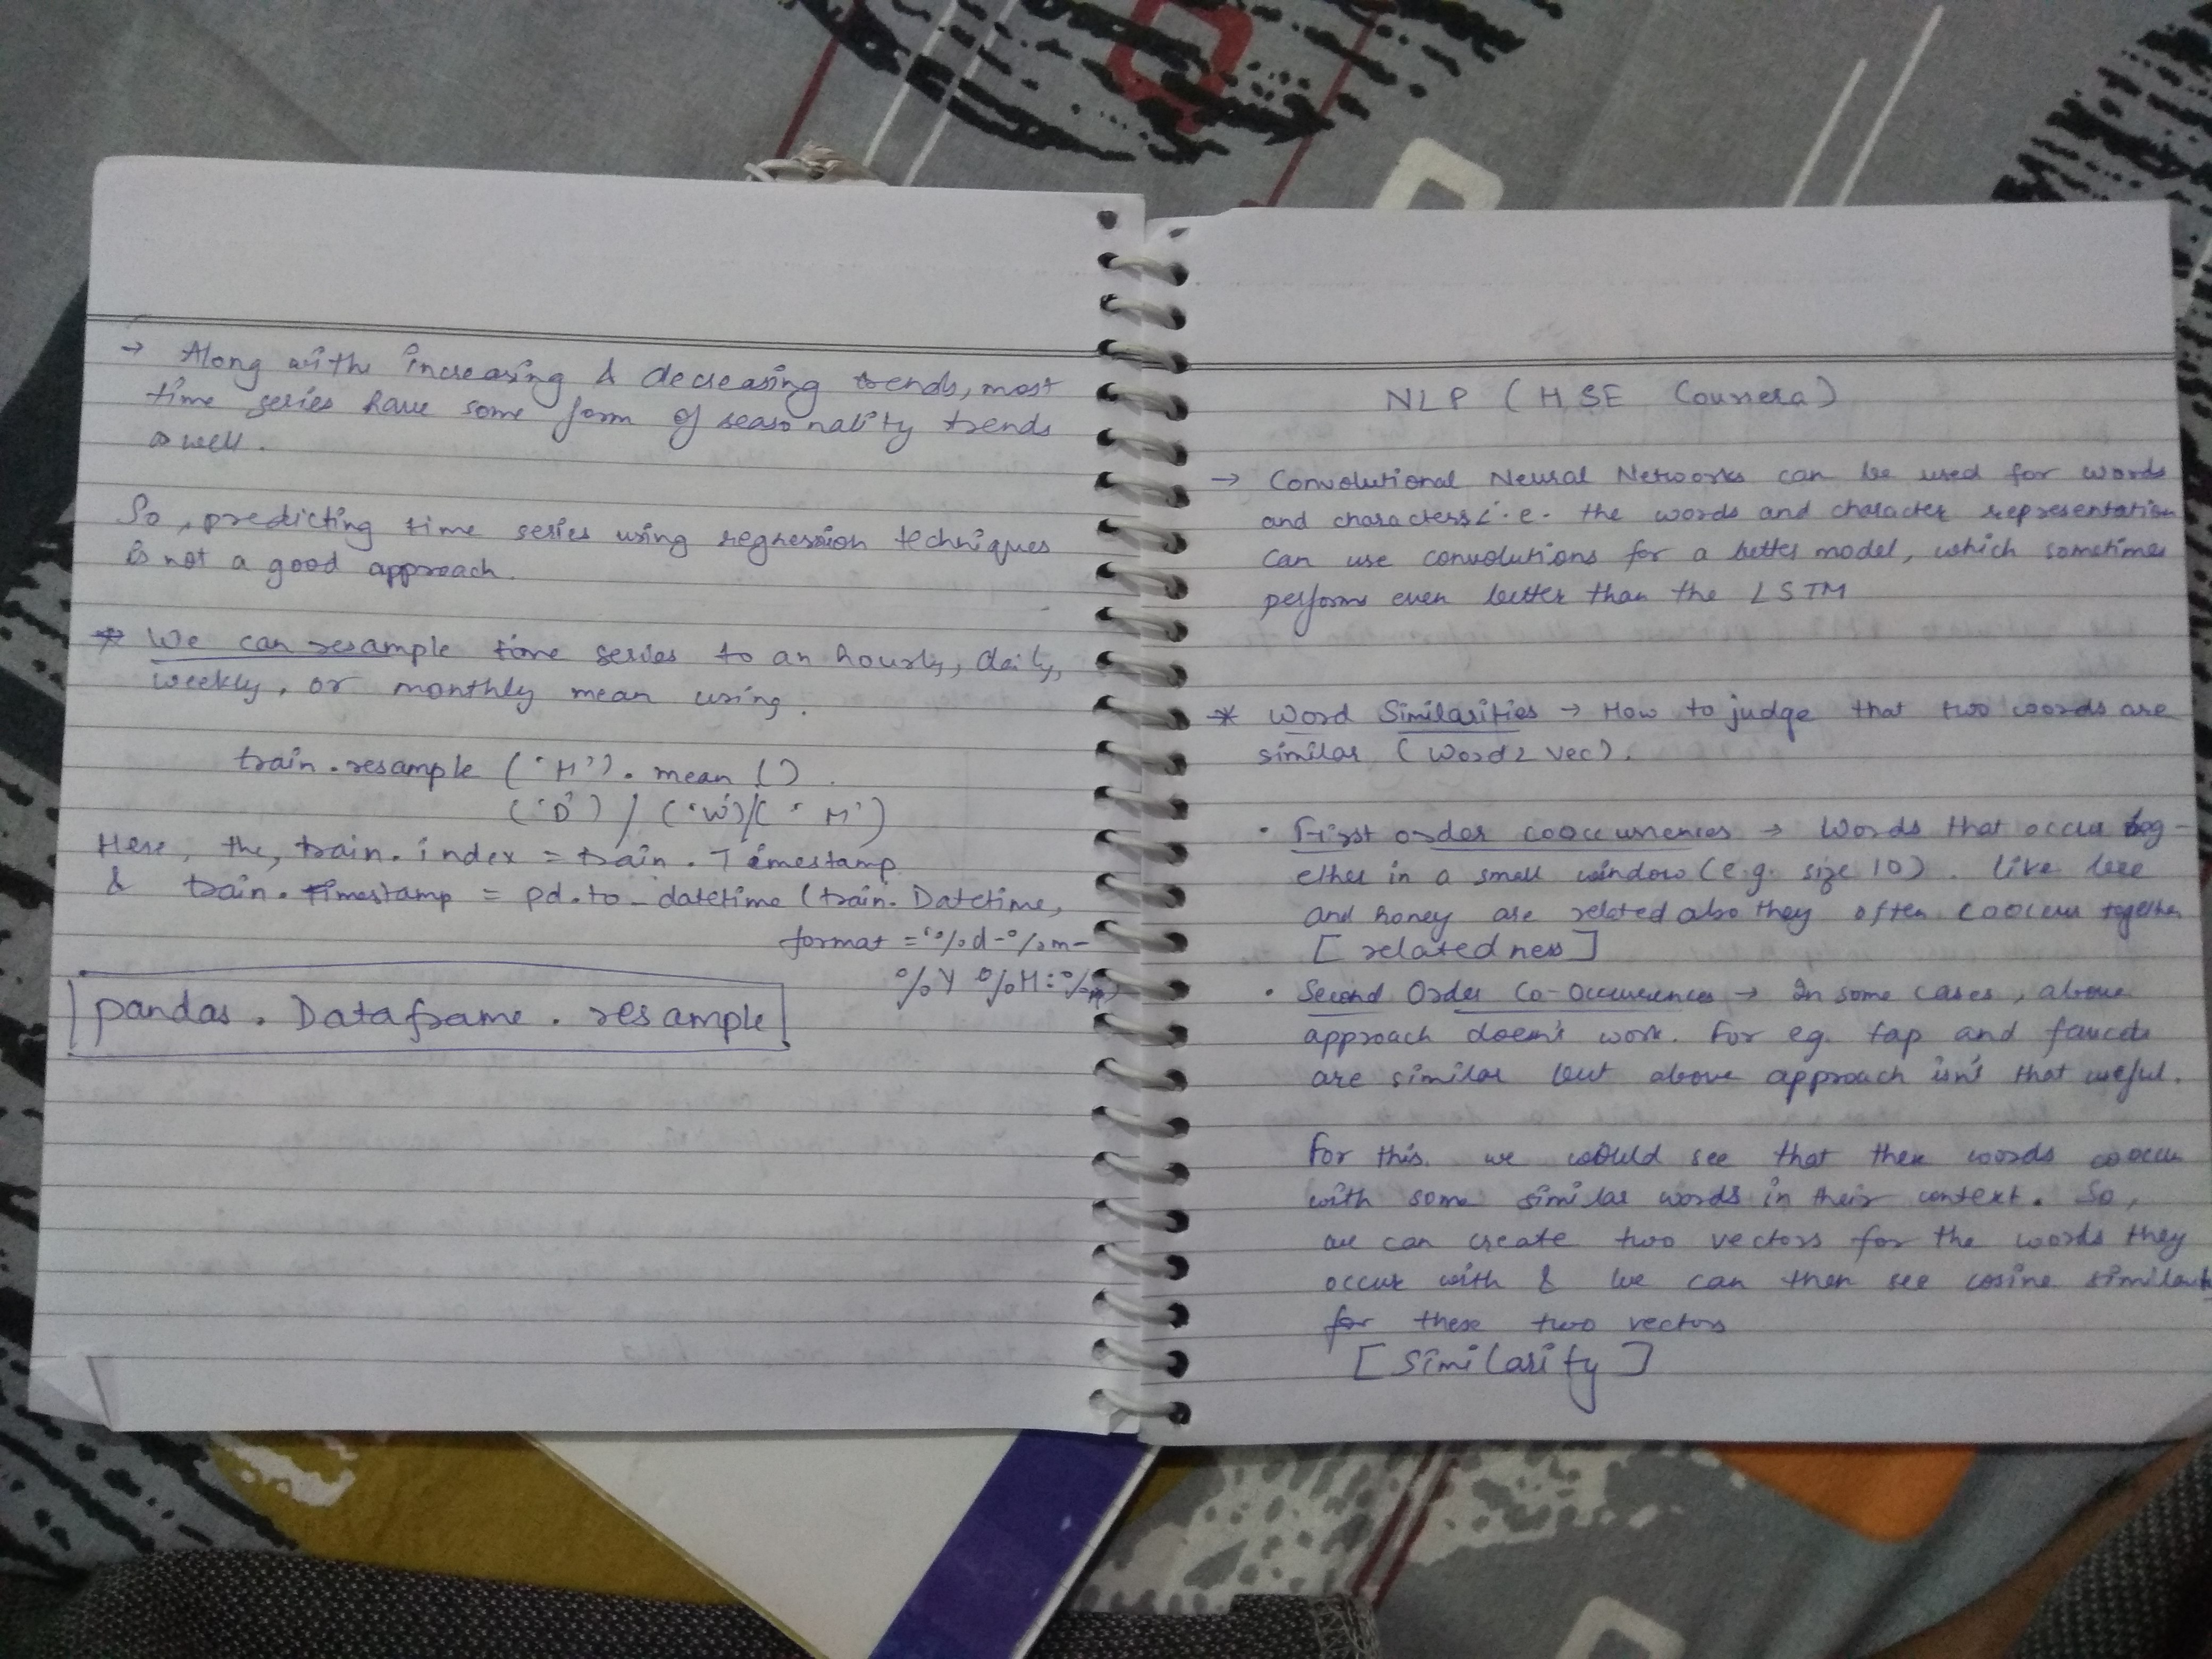 → Along with increasing & decreasing trends, most
time series have some form of seasonality trends
as well.
So, predicting time series using regression techniques
is not a good approach.
* We can resample time series to an hourly, daily,
weekly, or monthly mean using.
train.resample ('H'). mean ().
('D') / ('W')/( 'M')
Here, the, train. index = train. Timestamp
& train. Timestamp = pd.to_datetime (train. Datetime,
format = '%d-%m-
%Y %H:%
pandas. Dataframe. resample
NLP (HSE Coursera)
→ Convolutional Neural Networks can be used for words
and characters i.e. the words and character representation
can use convolutions for a better model, which sometimes
performs even better than the LSTM
* Word Similarities → How to judge that two words are
similar (Word2Vec).
• First order cooccurrences → Words that occur tog-
ether in a small window (e.g. size 10). like bee
and honey are related also they often cooccur together
[relatedness]
• Second Order Co-Occurences → In some cases, above
approach doesn't work. For eg. tap and faucets
are similar but above approach isn't that useful.
For this. we would see that these words cooccur
with some similar words in their context. So,
we can create two vectors for the words they
occur with & we can then see cosine similarity
for these two vectors
[Similarity]